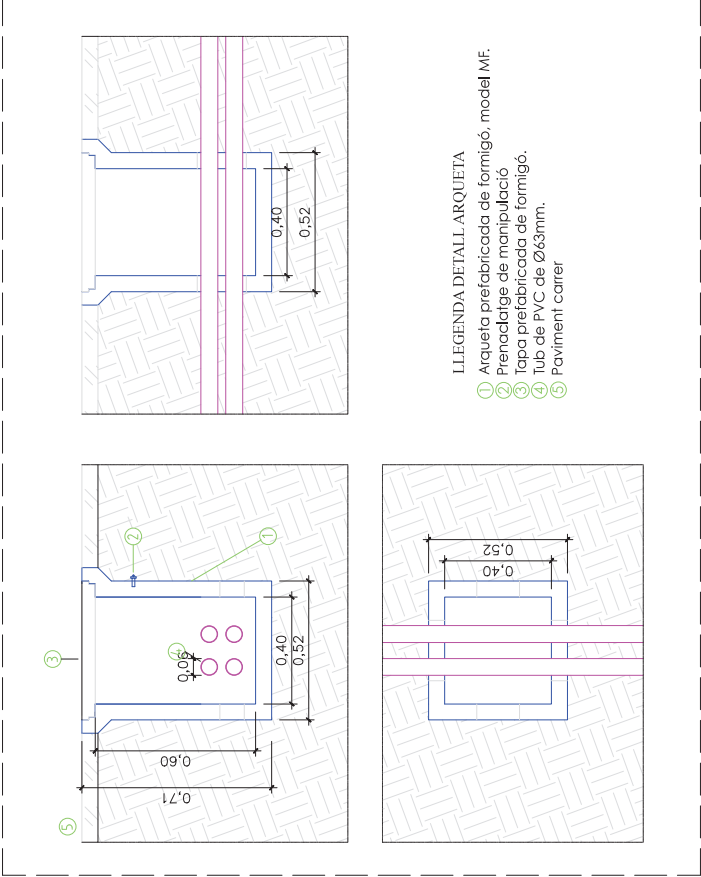 LLEGENDA DETALL ARQUETA
① Arqueta prefabricada de formigó, model MF.
② Prenaclatge de manipulació
③ Tapa prefabricada de formigó.
④ Tub de PVC de Ø63mm.
⑤ Paviment carrer
0,40
0,52
⑤
③
②
①
④
0,06
0,40
0,52
0,60
0,71
0,52
0,40